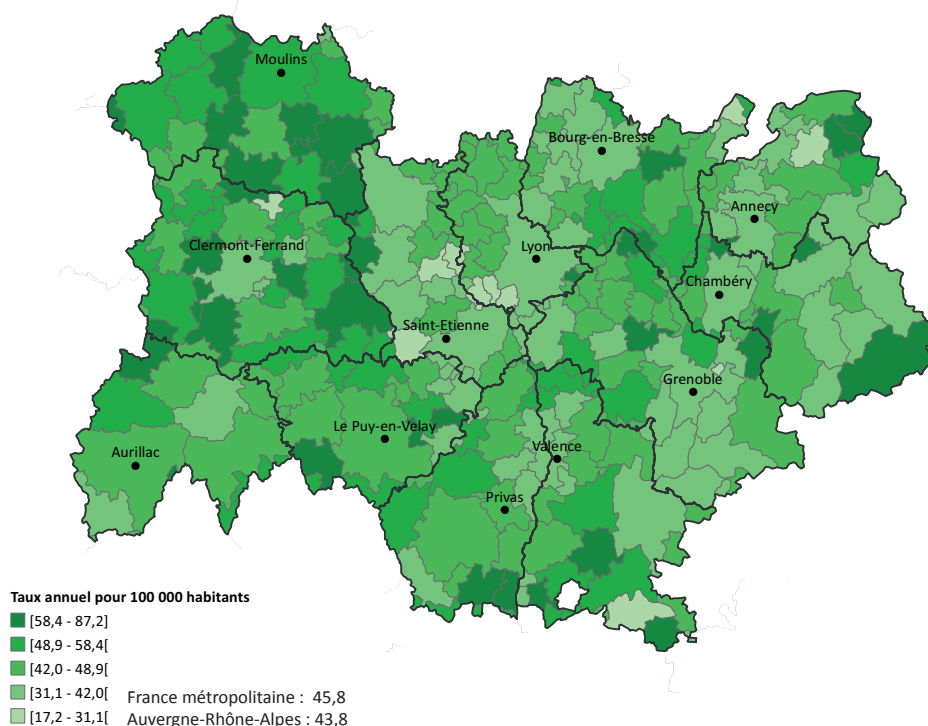 Moulins
Bourg-en-Bresse
Annecy
Clermont-Ferrand
Lyon
Chambéry
Saint-Etienne
Grenoble
Le Puy-en-Velay
Valence
Aurillac
Privas
Taux annuel pour 100 000 habitants
[58,4 - 87,2]
[48,9 - 58,4[
[42,0 - 48,9[
[31,1 - 42,0[
[17,2 - 31,1[
France métropolitaine : 45,8
Auvergne-Rhône-Alpes : 43,8